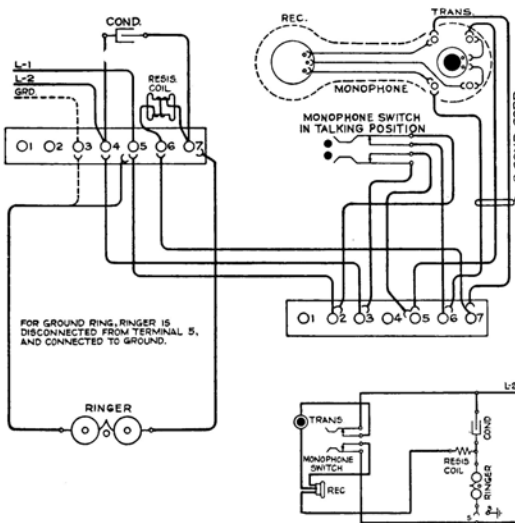 COND.
L-1
L-2
GRD.
RESIS.
COIL
1 2 3 4 5 6 7
REC.
TRANS.
MONOPHONE
MONOPHONE SWITCH
IN TALKING POSITION
1 2 3 4 5 6 7
FOR GROUND RING, RINGER IS
DISCONNECTED FROM TERMINAL 5,
AND CONNECTED TO GROUND.
RINGER
TRANS
MONOPHONE
SWITCH
REC
COND
RESIS
COIL
RINGER
5